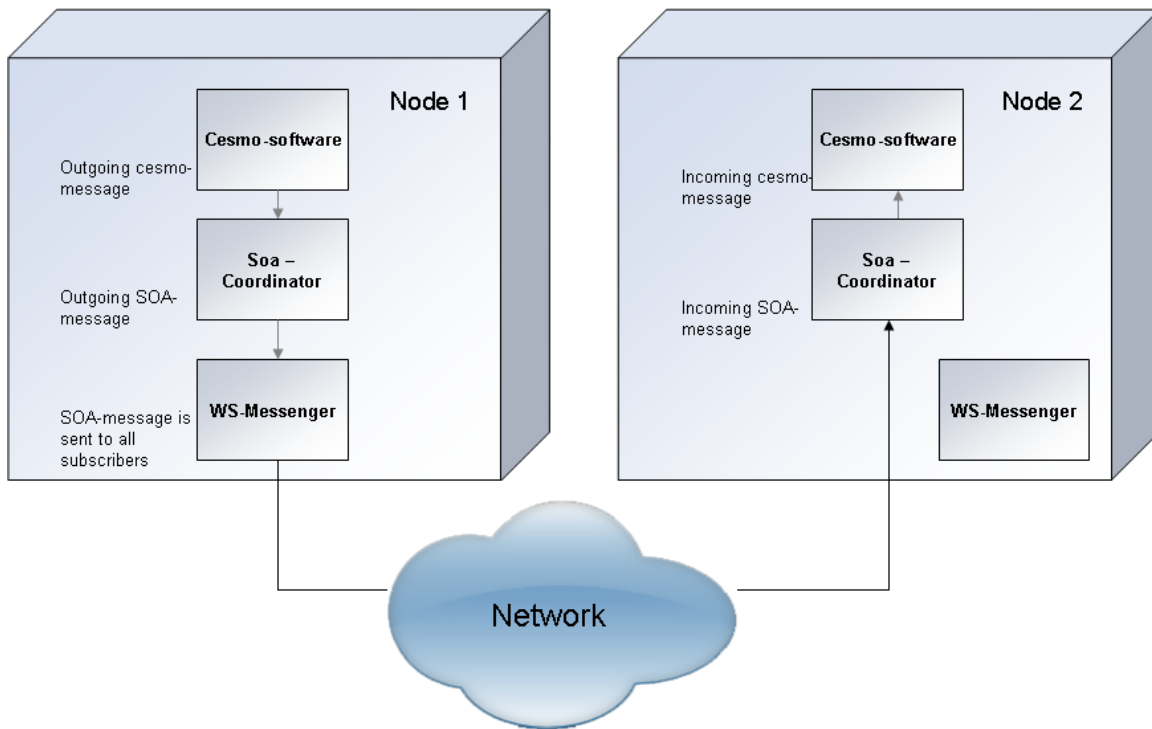 Node 1
Cesmo-software
Outgoing cesmo-
message
Soa –
Coordinator
Outgoing SOA-
message
WS-Messenger
SOA-message is
sent to all
subscribers
Node 2
Cesmo-software
Incoming cesmo-
message
Soa –
Coordinator
Incoming SOA-
message
WS-Messenger
Network